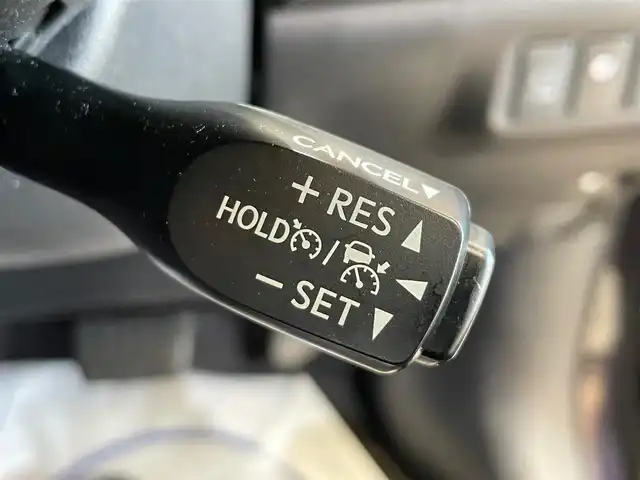 CANCEL▼
+ RES ▲
HOLD / ◀
− SET ▼